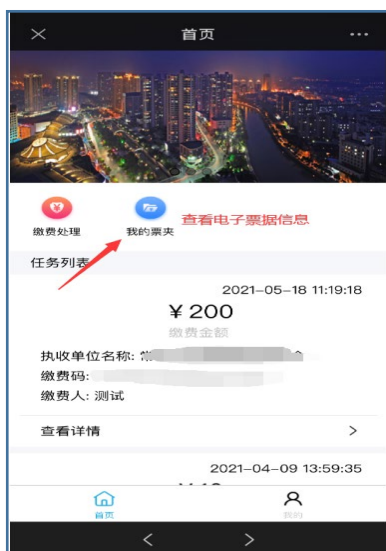 首页
缴费处理
我的票夹
查看电子票据信息
任务列表
2021-05-18 11:19:18
¥ 200
缴费金额
执收单位名称:
缴费码:
缴费人: 测试
查看详情
2021-04-09 13:59:35
首页
我的